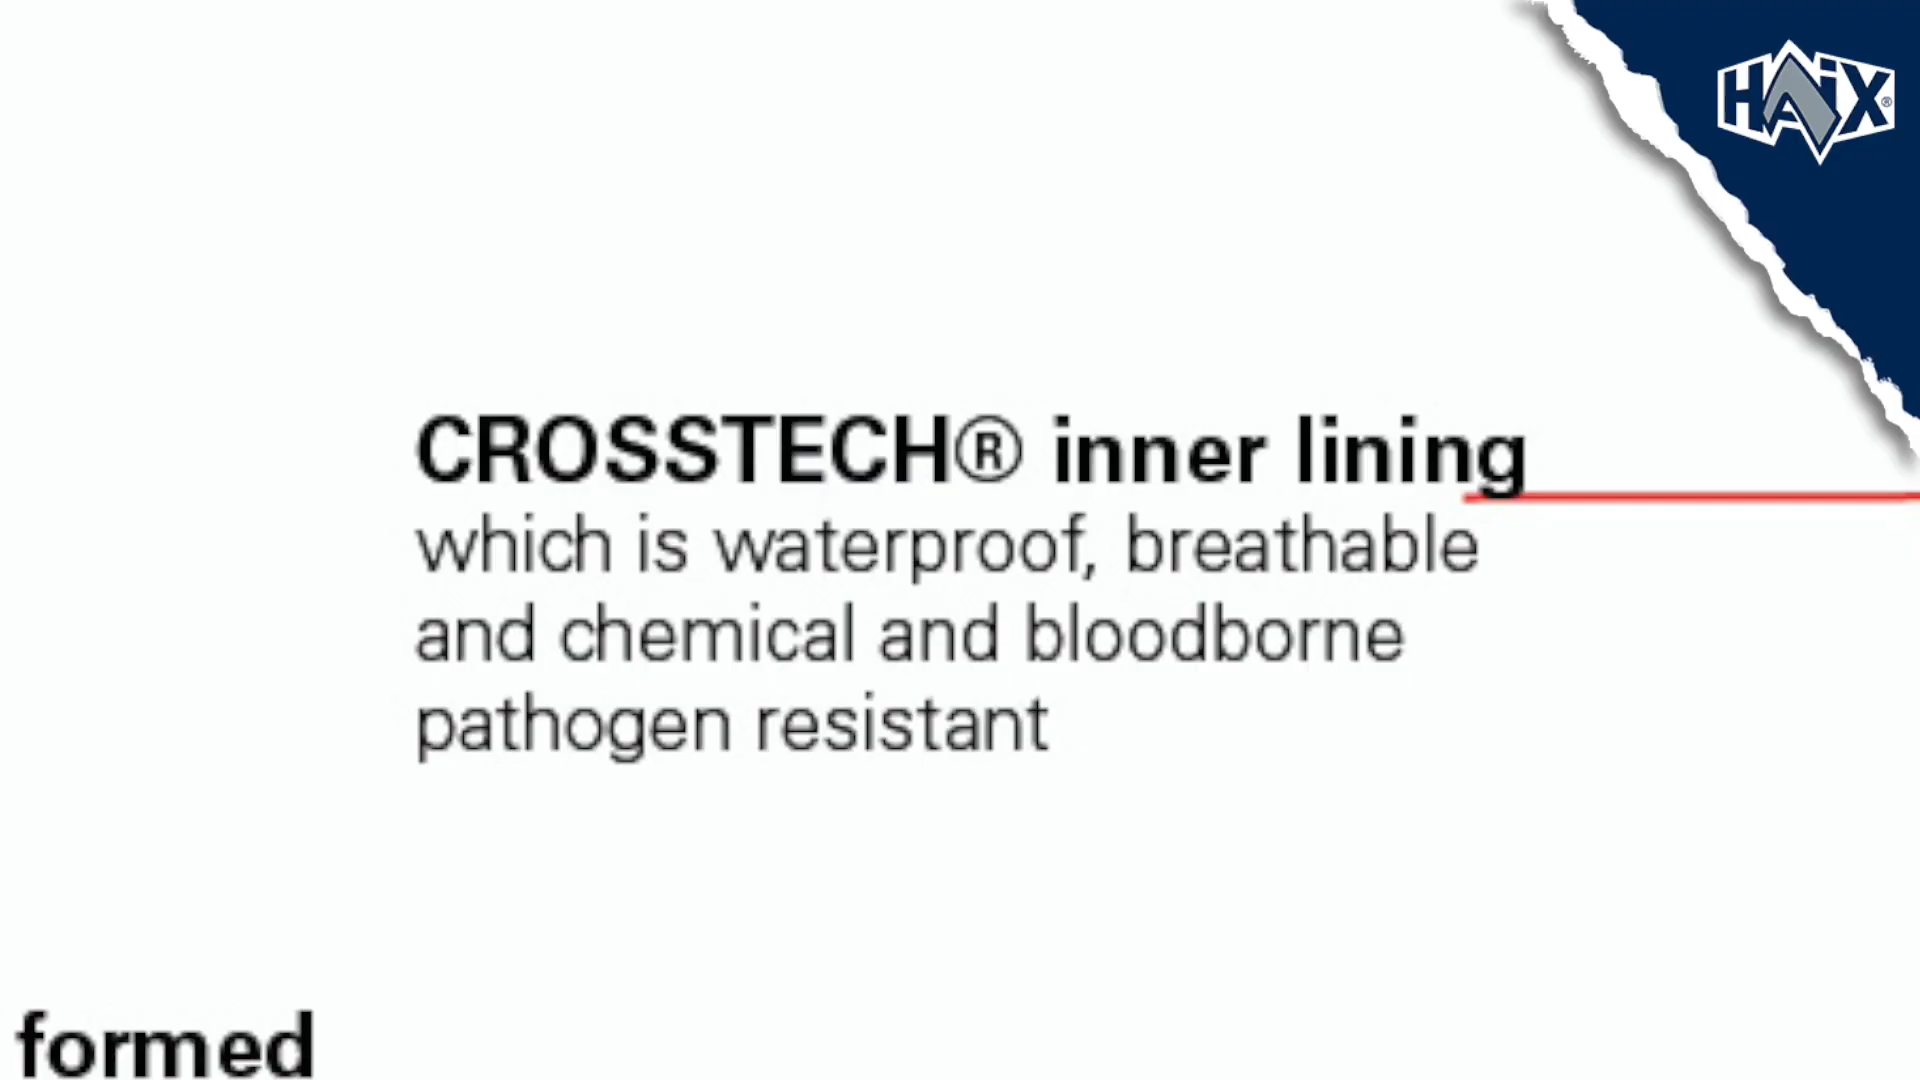 HAIX®
CROSSTECH® inner lining
which is waterproof, breathable
and chemical and bloodborne
pathogen resistant
formed